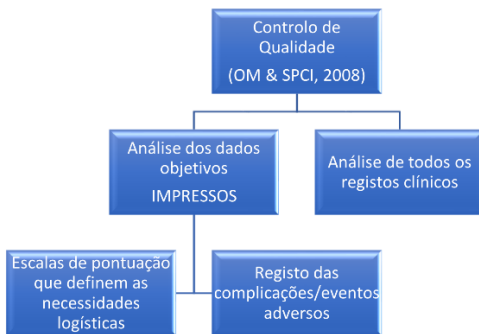 Controlo de
Qualidade
(OM & SPCI, 2008)
Análise dos dados
objetivos
IMPRESSOS
Análise de todos os
registos clínicos
Escalas de pontuação
que definem as
necessidades
logísticas
Registo das
complicações/eventos
adversos